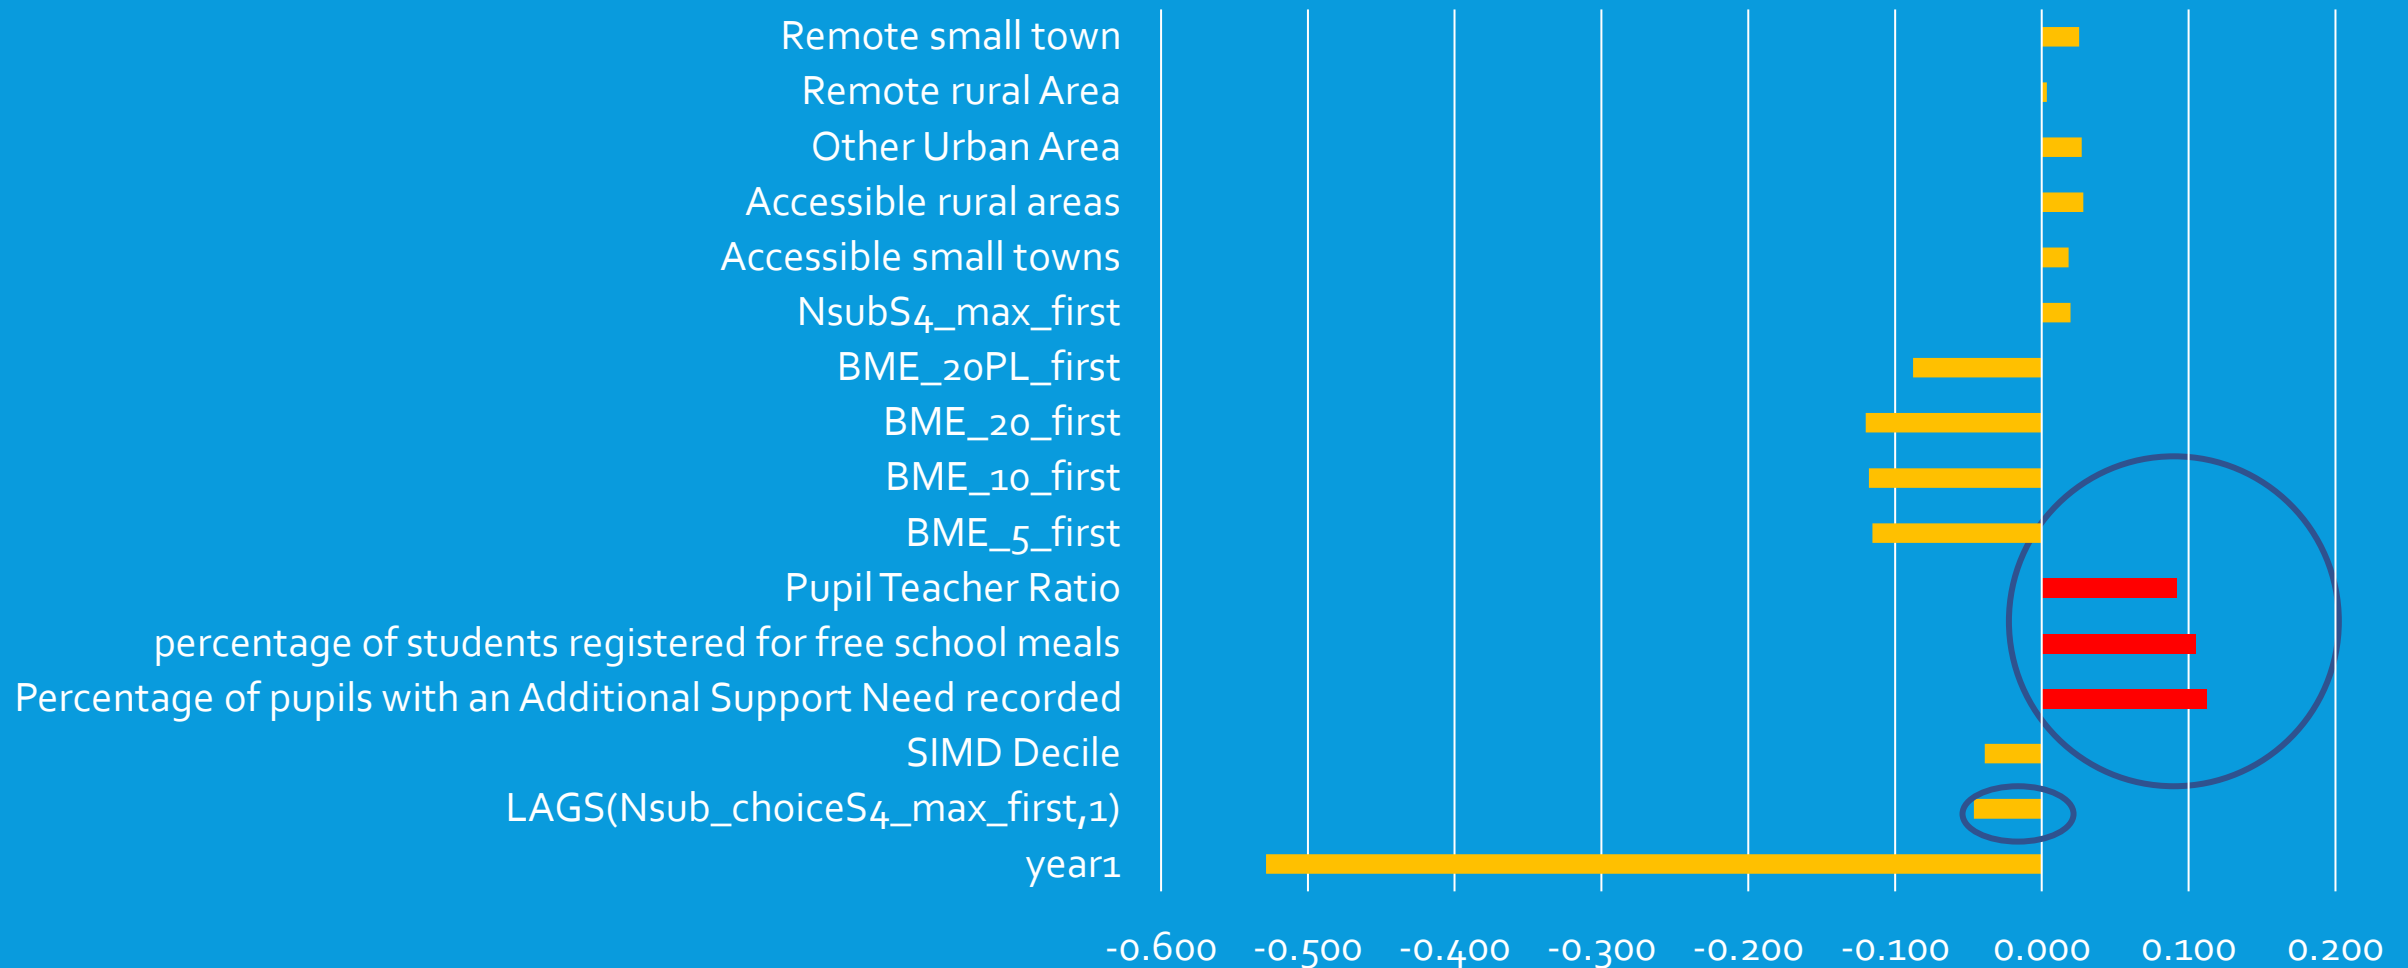 Remote small town
Remote rural Area
Other Urban Area
Accessible rural areas
Accessible small towns
NsubS4_max_first
BME_20PL_first
BME_20_first
BME_10_first
BME_5_first
Pupil Teacher Ratio
percentage of students registered for free school meals
Percentage of pupils with an Additional Support Need recorded
SIMD Decile
LAGS(Nsub_choiceS4_max_first,1)
year1
-0.600 -0.500 -0.400 -0.300 -0.200 -0.100 0.000 0.100 0.200